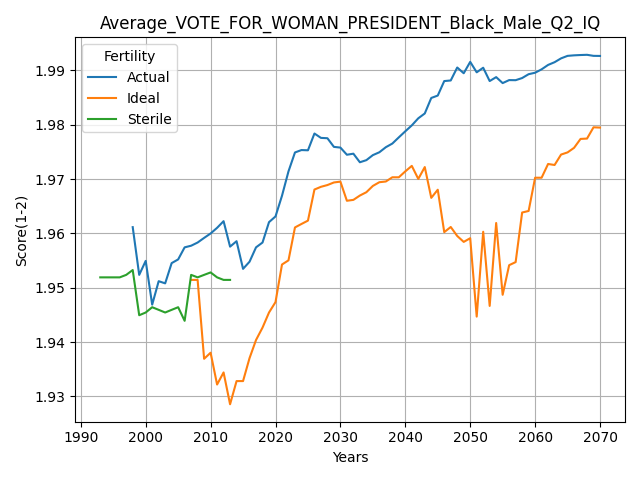 Average_VOTE_FOR_WOMAN_PRESIDENT_Black_Male_Q2_IQ
Fertility
Actual
Ideal
Sterile
Score(1-2)
1.99
1.98
1.97
1.96
1.95
1.94
1.93
1990 2000 2010 2020 2030 2040 2050 2060 2070
Years